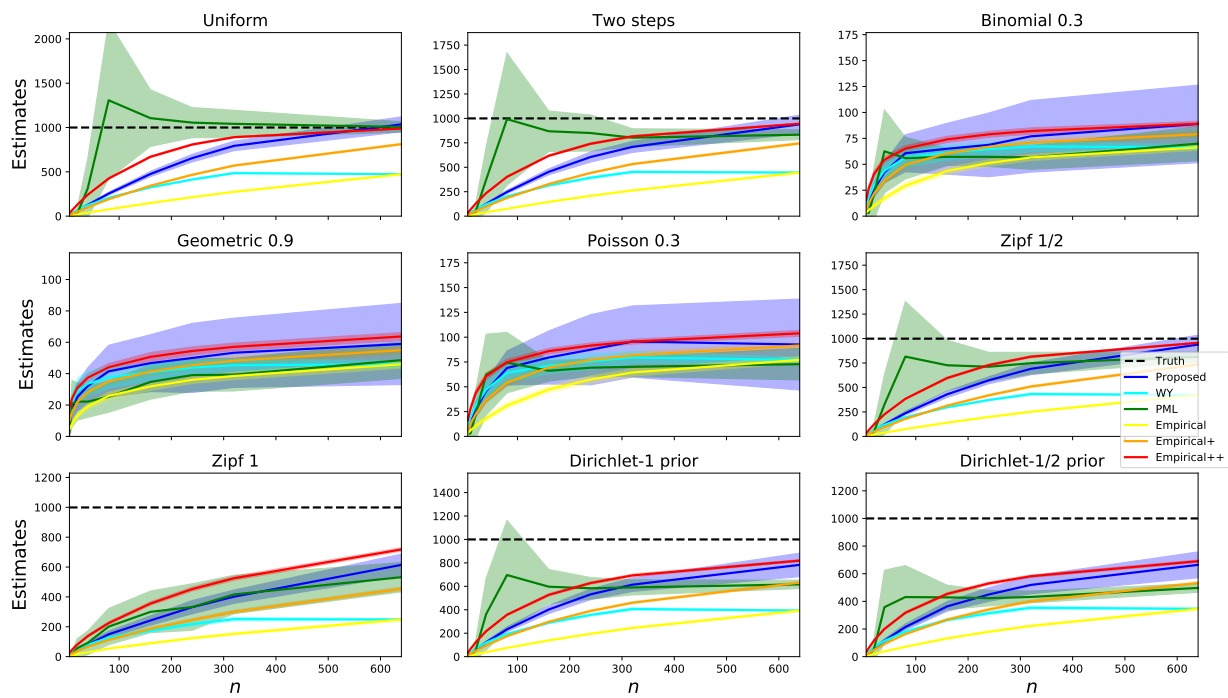 Uniform
Two steps
Binomial 0.3
Estimates
2000
1500
1000
500
0
1750
1500
1250
1000
750
500
250
0
175
150
125
100
75
50
25
0
Geometric 0.9
Poisson 0.3
Zipf 1/2
Estimates
100
80
60
40
20
0
175
150
125
100
75
50
25
0
1750
1500
1250
1000
750
500
250
0
Truth
Proposed
WY
PML
Empirical
Empirical+
Empirical++
Zipf 1
Dirichlet-1 prior
Dirichlet-1/2 prior
Estimates
1200
1000
800
600
400
200
0
1400
1200
1000
800
600
400
200
0
1200
1000
800
600
400
200
0
100 200 300 400 500 600
100 200 300 400 500 600
100 200 300 400 500 600
n
n
n